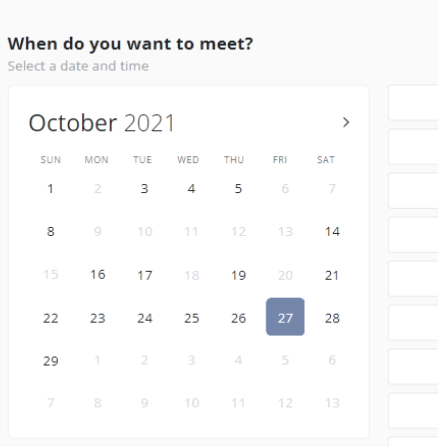 When do you want to meet?
Select a date and time
October 2021
SUN MON TUE WED THU FRI SAT
1 2 3 4 5 6 7
8 9 10 11 12 13 14
15 16 17 18 19 20 21
22 23 24 25 26 27 28
29 1 2 3 4 5 6
7 8 9 10 11 12 13